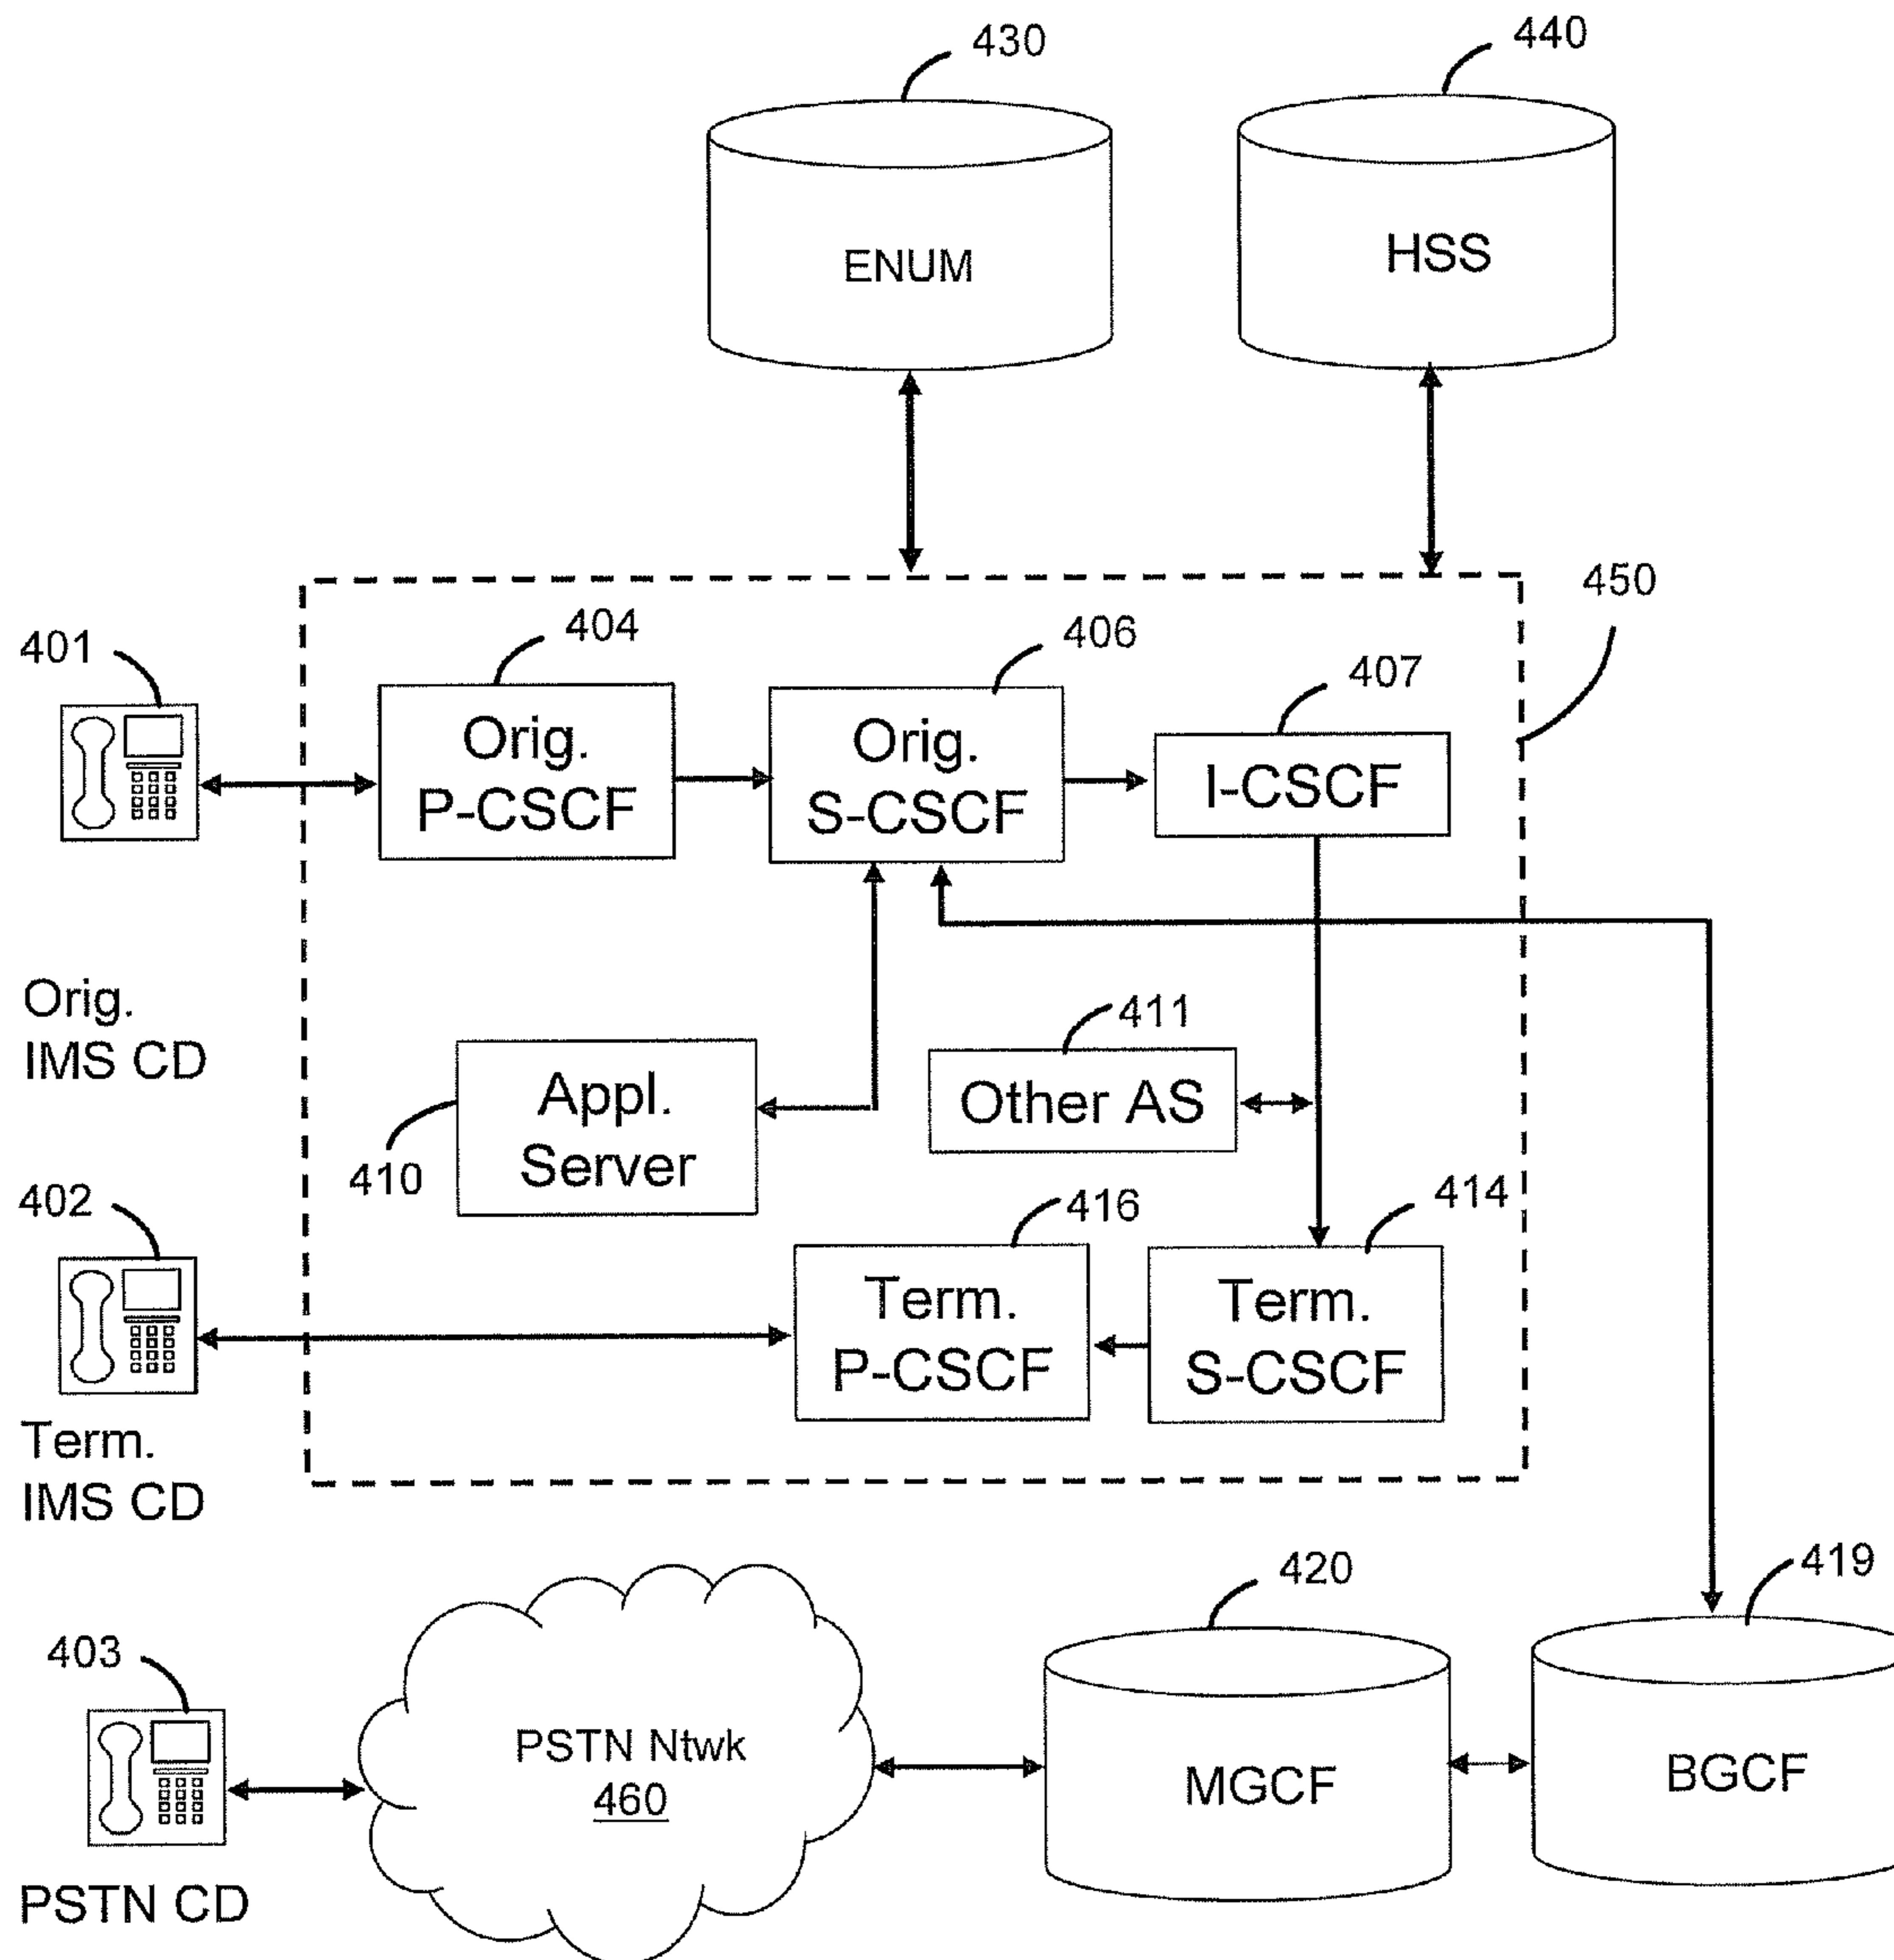 430
440
ENUM
HSS
450
401
404
406
407
Orig.
P-CSCF
Orig.
S-CSCF
I-CSCF
Orig.
IMS CD
411
Appl.
Server
Other AS
410
402
416
414
Term.
P-CSCF
Term.
S-CSCF
Term.
IMS CD
420
419
403
PSTN Ntwk
460
MGCF
BGCF
PSTN CD